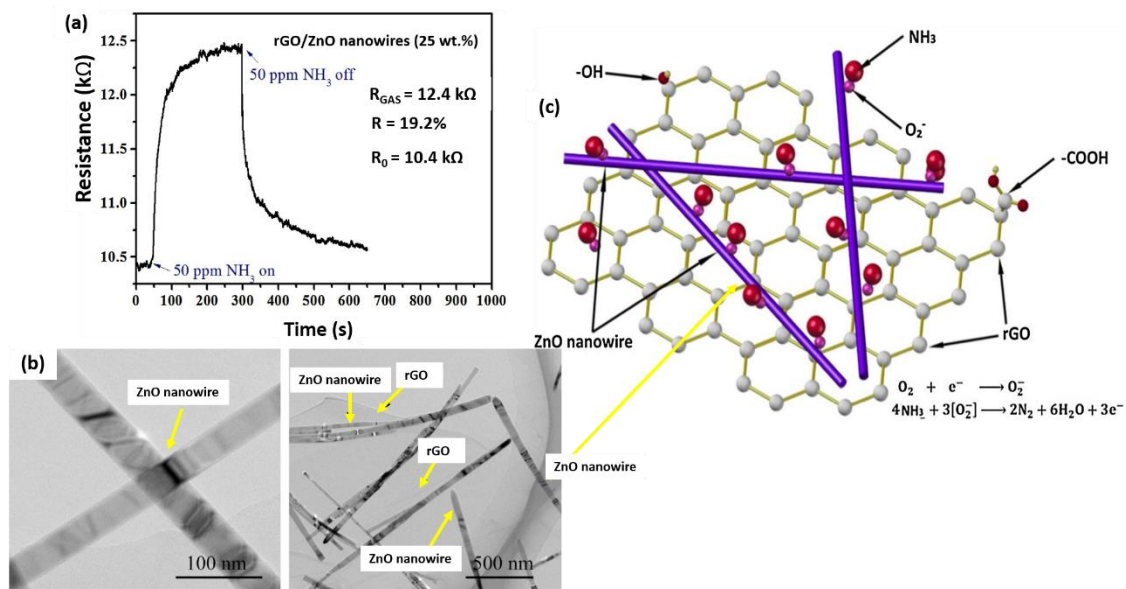 (a)
rGO/ZnO nanowires (25 wt.%)
50 ppm NH₃ off
R_GAS = 12.4 kΩ
R = 19.2%
R₀ = 10.4 kΩ
50 ppm NH₃ on
Resistance (kΩ)
12.5
12.0
11.5
11.0
10.5
0 100 200 300 400 500 600 700 800 900 1000
Time (s)
(b)
ZnO nanowire
100 nm
ZnO nanowire
rGO
rGO
ZnO nanowire
500 nm
(c)
-OH
NH₃
O₂⁻
-COOH
ZnO nanowire
rGO
O₂ + e⁻ ⟶ O₂⁻
4NH₃ + 3[O₂⁻] ⟶ 2N₂ + 6H₂O + 3e⁻
ZnO nanowire